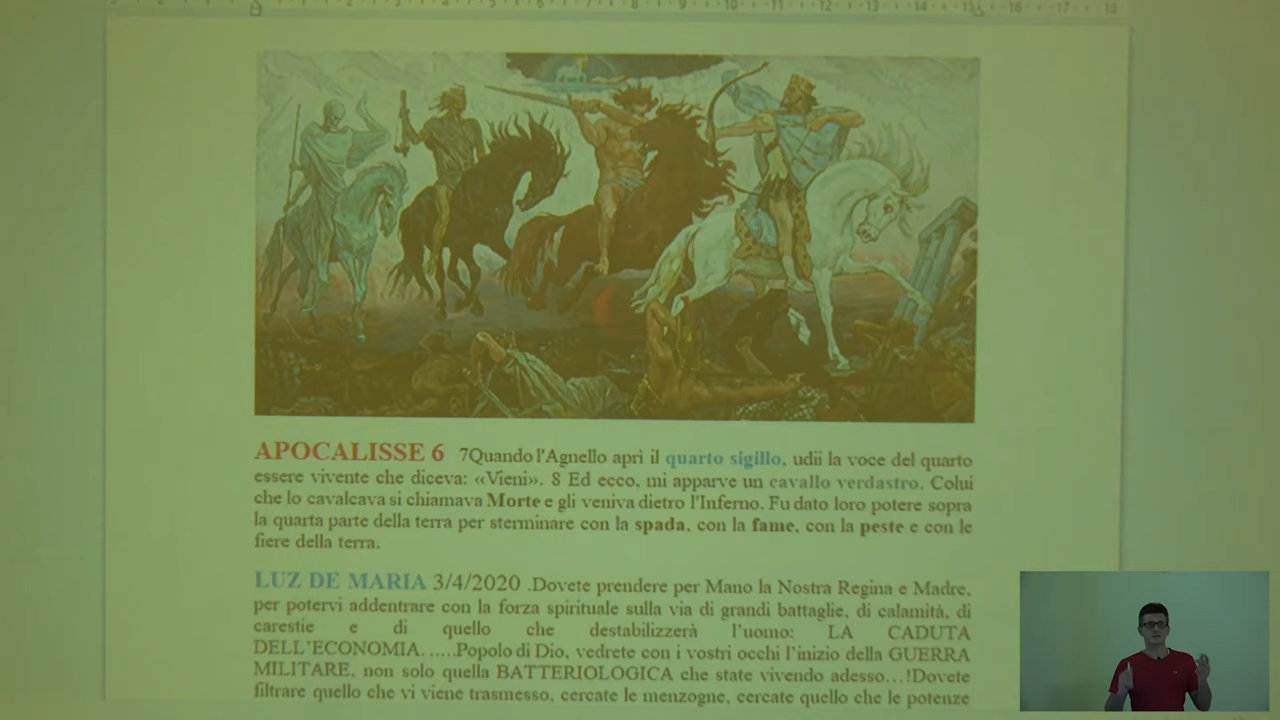 APOCALISSE 6 7Quando l'Agnello aprì il quarto sigillo, udii la voce del quarto
essere vivente che diceva: «Vieni». 8 Ed ecco, mi apparve un cavallo verdastro. Colui
che lo cavalcava si chiamava Morte e gli veniva dietro l'Inferno. Fu dato loro potere sopra
la quarta parte della terra per sterminare con la spada, con la fame, con la peste e con le
fiere della terra.
LUZ DE MARIA 3/4/2020 .Dovete prendere per Mano la Nostra Regina e Madre,
per potervi addentrare con la forza spirituale sulla via di grandi battaglie, di calamità, di
carestie e di quello che destabilizzerà l'uomo: LA CADUTA
DELL'ECONOMIA. .....Popolo di Dio, vedrete con i vostri occhi l'inizio della GUERRA
MILITARE, non solo quella BATTERIOLOGICA che state vivendo adesso…!Dovete
filtrare quello che vi viene trasmesso, cercate le menzogne, cercate quello che le potenze